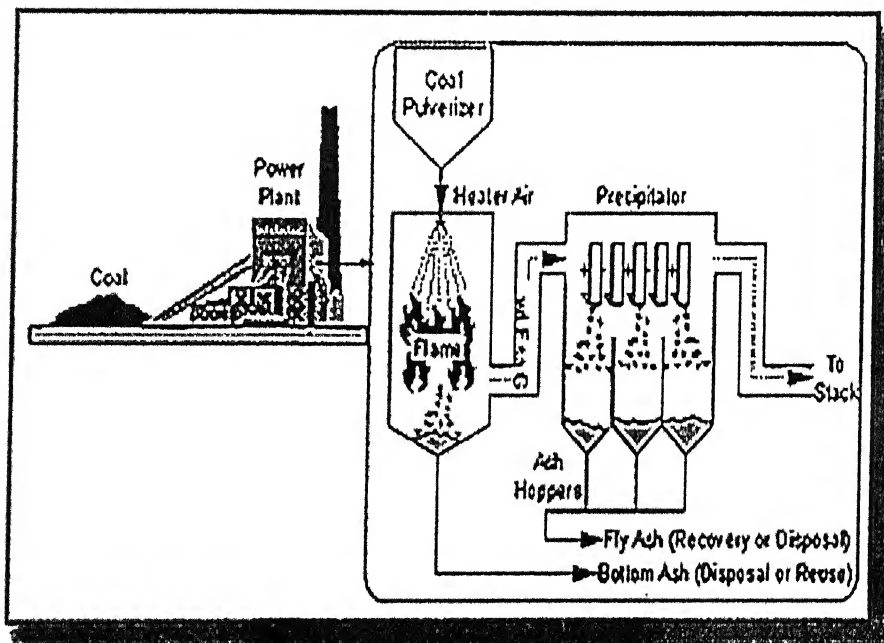 Coal
Pulverizer
Power
Plant
Heater Air
Precipitator
Coal
Flame
To
Stack
Ash
Hoppers
Fly Ash (Recovery or Disposal)
Bottom Ash (Disposal or Reuse)